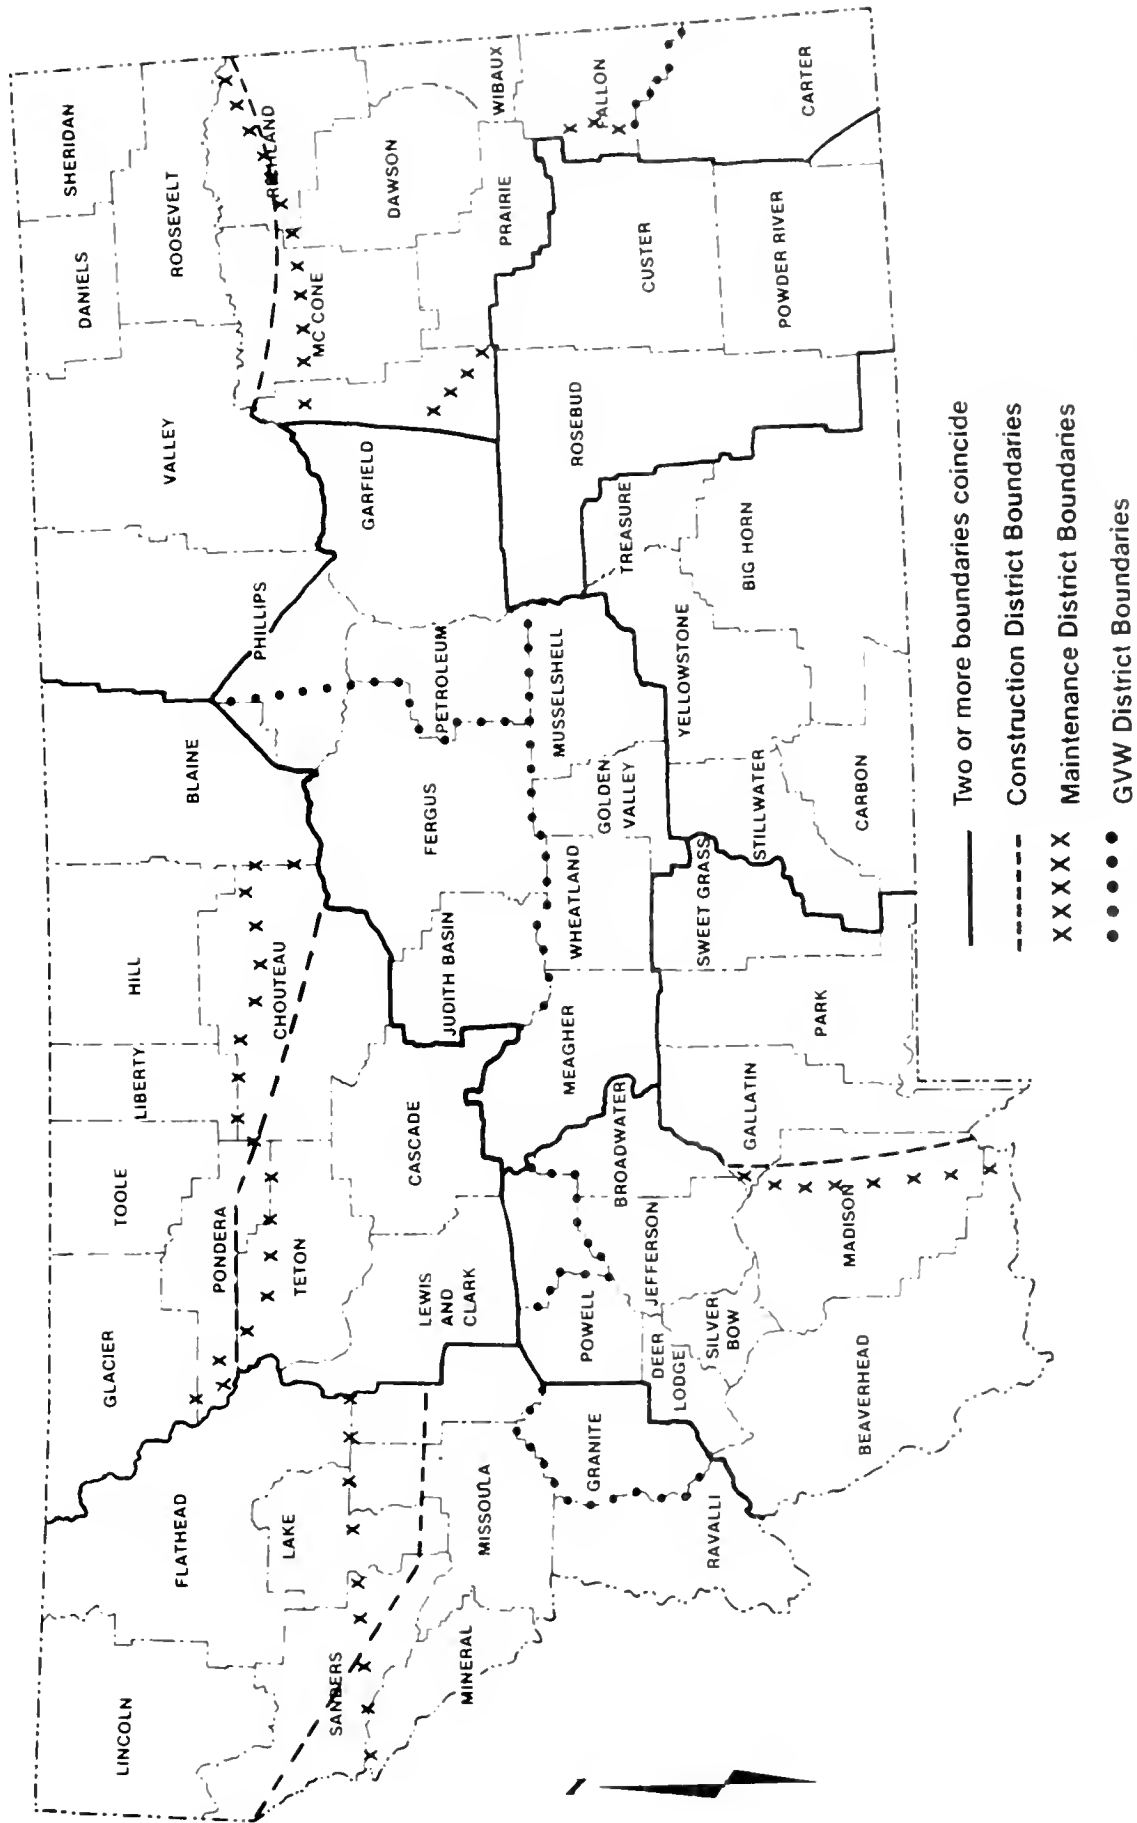 LINCOLN
FLATHEAD
GLACIER
TOOLE
LIBERTY
HILL
BLAINE
PHILLIPS
VALLEY
DANIELS
SHERIDAN
ROOSEVELT
SANDERS
LAKE
PONDERA
TETON
CHOUTEAU
RICHLAND
MC CONE
GARFIELD
DAWSON
MINERAL
MISSOULA
LEWIS
AND
CLARK
CASCADE
JUDITH BASIN
FERGUS
PETROLEUM
PRAIRIE
WIBAUX
GRANITE
POWELL
BROADWATER
MEAGHER
WHEATLAND
GOLDEN
VALLEY
MUSSELSHELL
TREASURE
ROSEBUD
CUSTER
FALLON
RAVALLI
DEER
LODGE
SILVER
BOW
JEFFERSON
GALLATIN
PARK
SWEET GRASS
STILLWATER
YELLOWSTONE
BIG HORN
POWDER RIVER
CARTER
BEAVERHEAD
MADISON
CARBON
Two or more boundaries coincide
Construction District Boundaries
XXXXX Maintenance District Boundaries
GVW District Boundaries